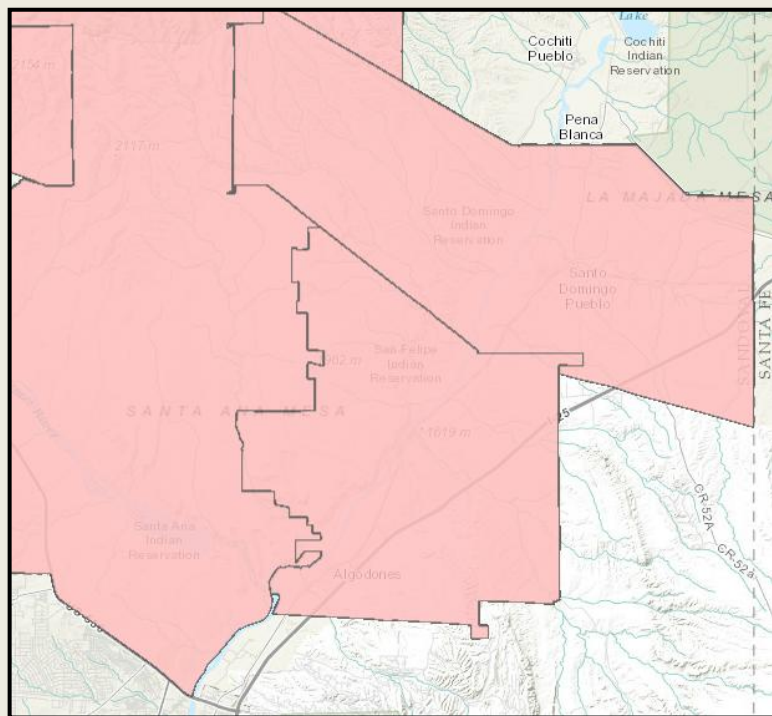 Lake
Cochiti
Pueblo
Cochiti
Indian
Reservation
Pena
Blanca
2154 m
2117 m
LA MAJADA MESA
Santo Domingo
Indian
Reservation
Santo
Domingo
Pueblo
SANDOVAL
SANTA FE
San Felipe
Indian
Reservation
SANTA ANA MESA
1619 m
I-25
CR-52A
CR-52a
Santa Ana
Indian
Reservation
Algodones